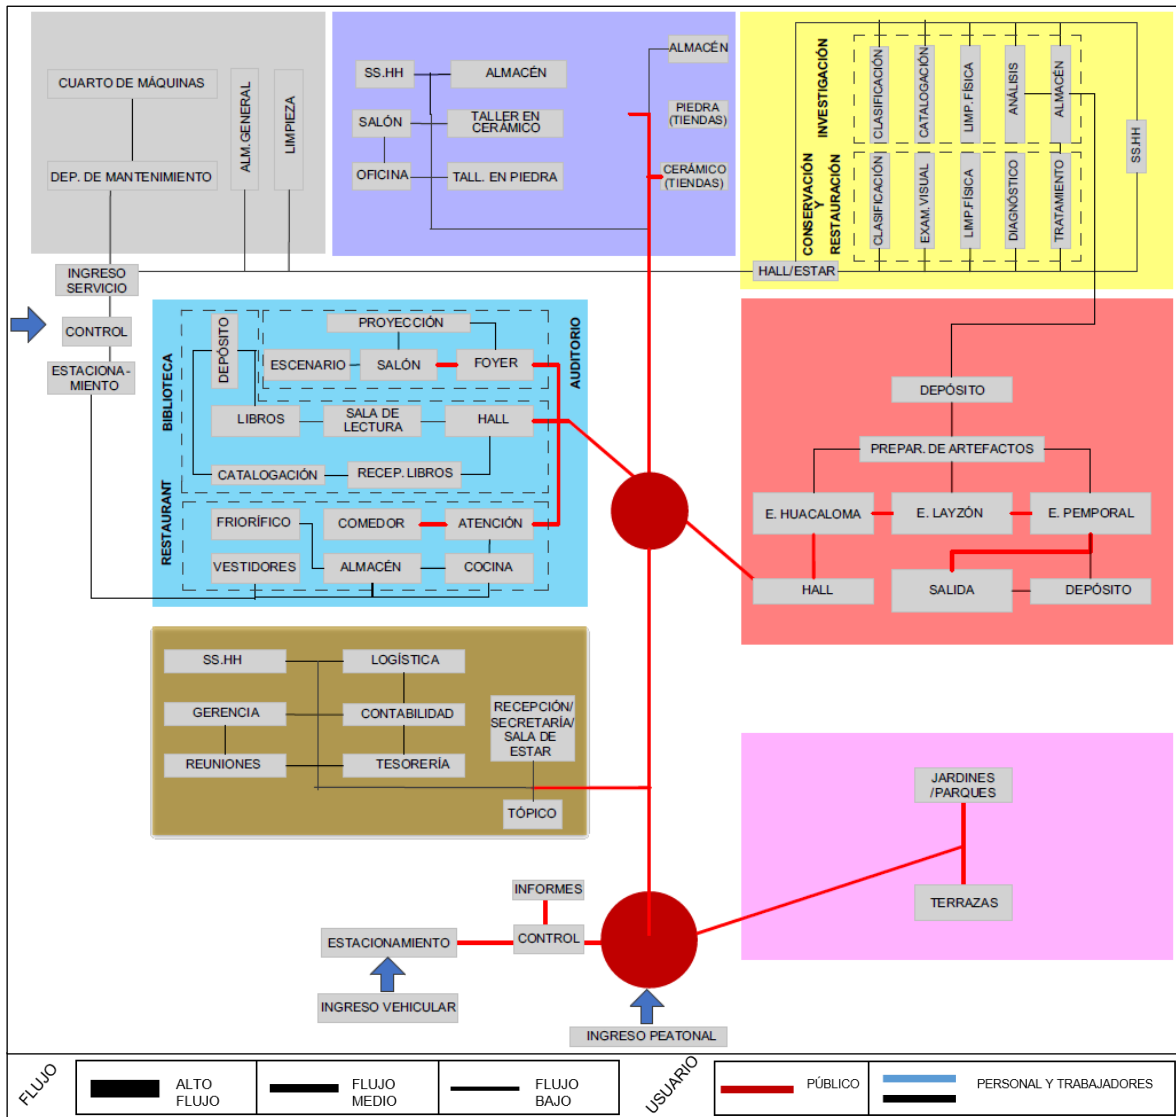 CUARTO DE MÁQUINAS
DEP. DE MANTENIMIENTO
ALM.GENERAL
LIMPIEZA
INGRESO
SERVICIO
CONTROL
ESTACIONA-
MIENTO
SS.HH
ALMACÉN
SALÓN
TALLER EN
CERÁMICO
OFICINA
TALL. EN PIEDRA
ALMACÉN
PIEDRA
(TIENDAS)
CERÁMICO
(TIENDAS)
INVESTIGACIÓN
CLASIFICACIÓN
CATALOGACIÓN
LIMP.FÍSICA
ANÁLISIS
ALMACÉN
SS.HH
CONSERVACIÓN
Y
RESTAURACIÓN
CLASIFICACIÓN
EXAM.VISUAL
LIMP.FÍSICA
DIAGNÓSTICO
TRATAMIENTO
HALL/ESTAR
BIBLIOTECA
DEPÓSITO
PROYECCIÓN
ESCENARIO
SALÓN
FOYER
AUDITORIO
LIBROS
SALA DE
LECTURA
HALL
CATALOGACIÓN
RECEP.LIBROS
RESTAURANT
FRIORÍFICO
COMEDOR
ATENCIÓN
VESTIDORES
ALMACÉN
COCINA
DEPÓSITO
PREPAR. DE ARTEFACTOS
E. HUACALOMA
E. LAYZÓN
E. PEMPORAL
HALL
SALIDA
DEPÓSITO
SS.HH
LOGÍSTICA
GERENCIA
CONTABILIDAD
REUNIONES
TESORERÍA
RECEPCIÓN/
SECRETARÍA/
SALA DE
ESTAR
TÓPICO
JARDINES
/PARQUES
TERRAZAS
INFORMES
ESTACIONAMIENTO
CONTROL
INGRESO VEHICULAR
INGRESO PEATONAL
FLUJO
ALTO
FLUJO
FLUJO
MEDIO
FLUJO
BAJO
USUARIO
PÚBLICO
PERSONAL Y TRABAJADORES